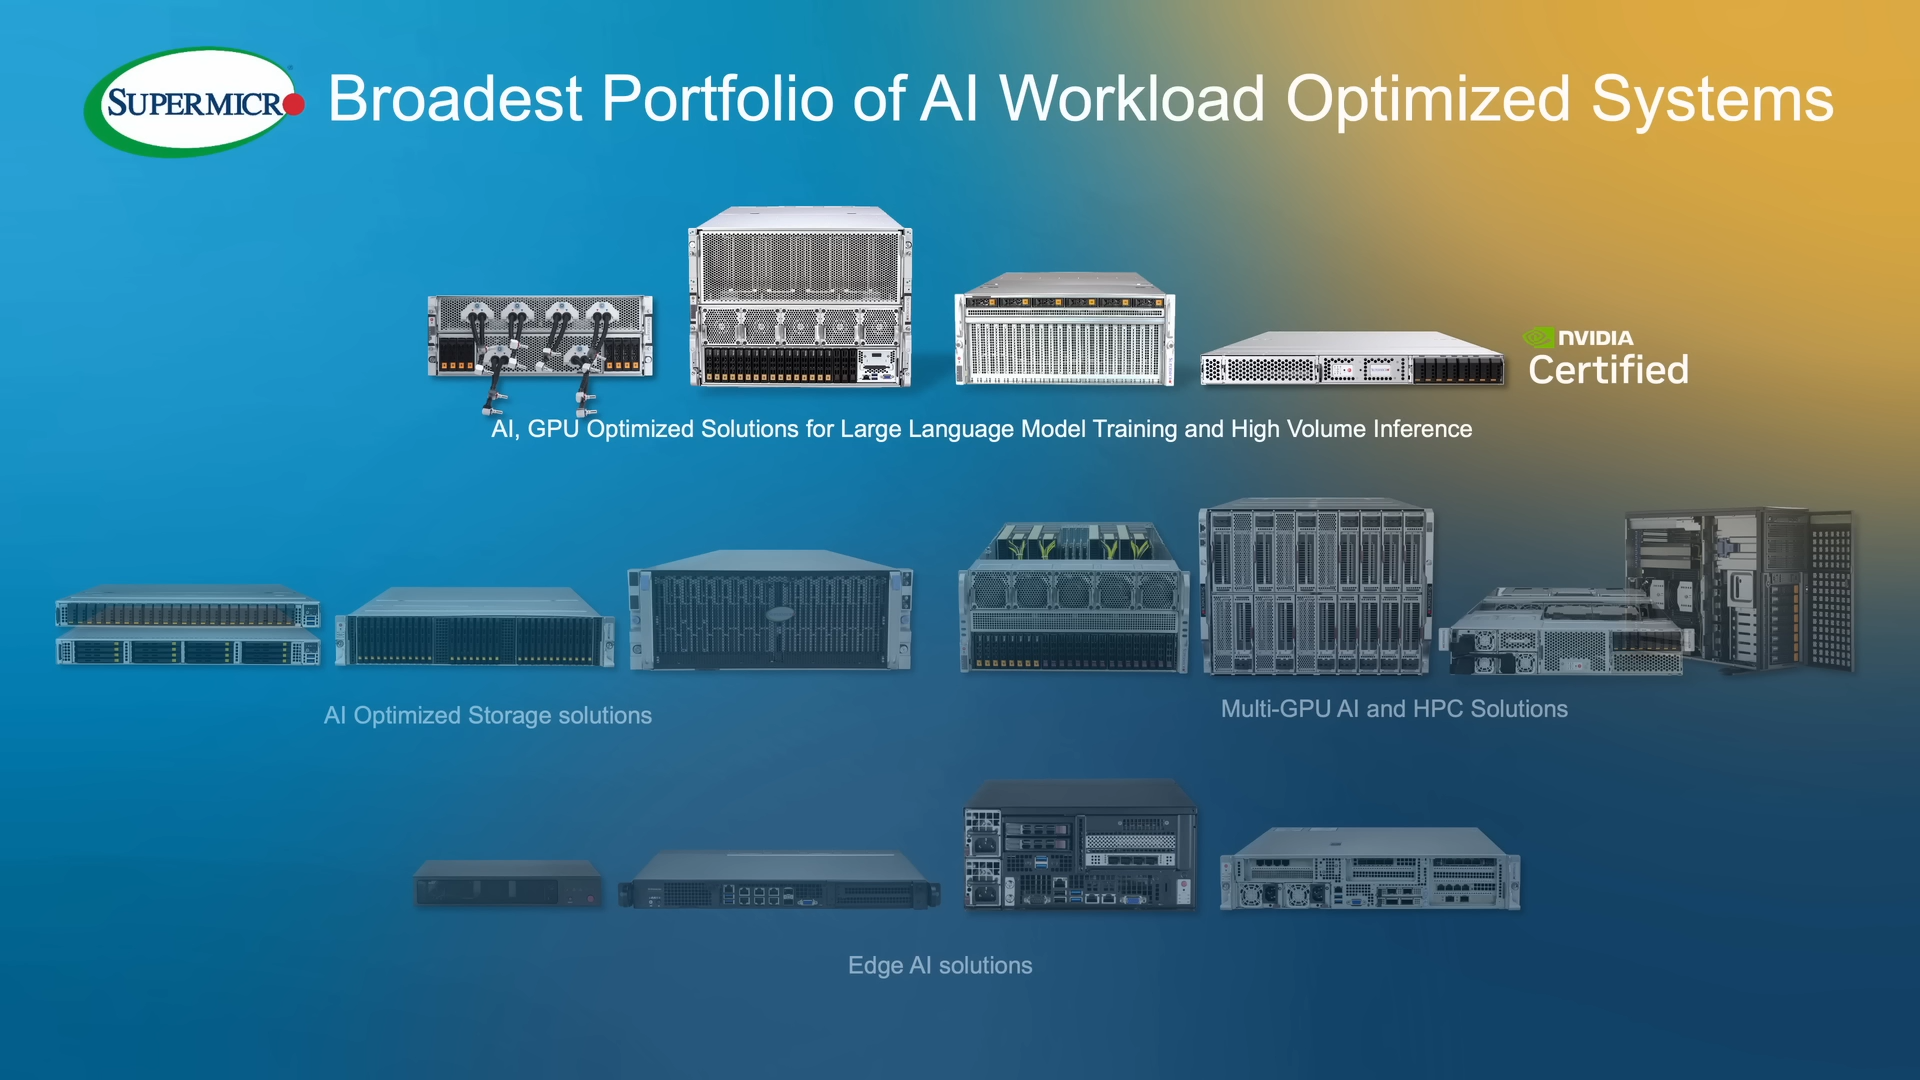 SUPERMICR
Broadest Portfolio of AI Workload Optimized Systems
NVIDIA
Certified
AI, GPU Optimized Solutions for Large Language Model Training and High Volume Inference
AI Optimized Storage solutions
Multi-GPU AI and HPC Solutions
Edge AI solutions